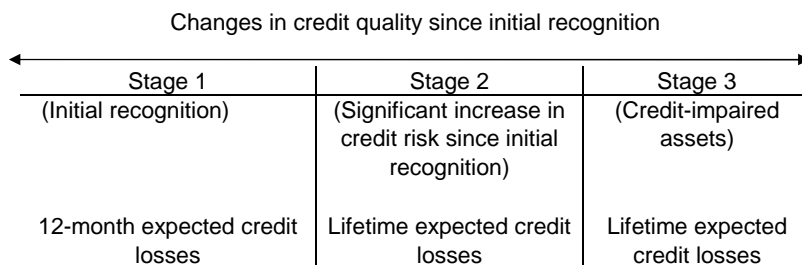 Changes in credit quality since initial recognition
Stage 1 Stage 2 Stage 3
(Initial recognition) (Significant increase in (Credit-impaired
credit risk since initial assets)
recognition)
12-month expected credit Lifetime expected credit Lifetime expected
losses losses credit losses